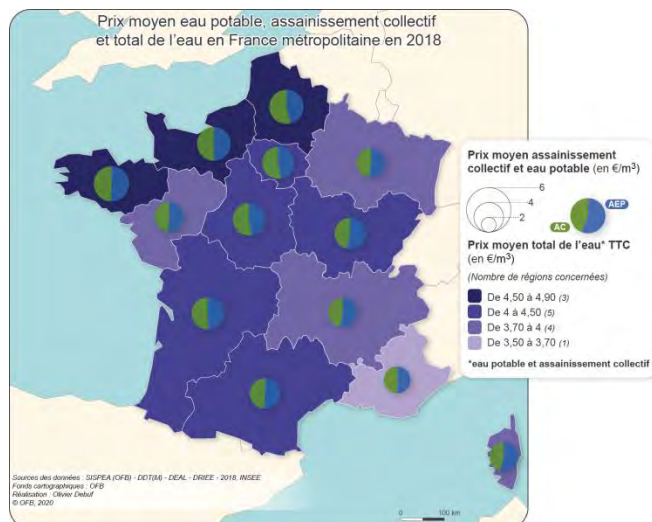 Prix moyen eau potable, assainissement collectif
et total de l'eau en France métropolitaine en 2018
Prix moyen assainissement
collectif et eau potable (en €/m³)
6
4
2
AEP
AC
Prix moyen total de l'eau* TTC
(en €/m³)
(Nombre de régions concernées)
De 4,50 à 4,90 (3)
De 4 à 4,50 (5)
De 3,70 à 4 (4)
De 3,50 à 3,70 (1)
*eau potable et assainissement collectif
Sources des données : SISPEA (OFB) - DDT(M) - DEAL - DRIEE - 2018, INSEE
Fonds cartographiques : OFB
Réalisation : Olivier Debuf
© OFB, 2020
0 100 km